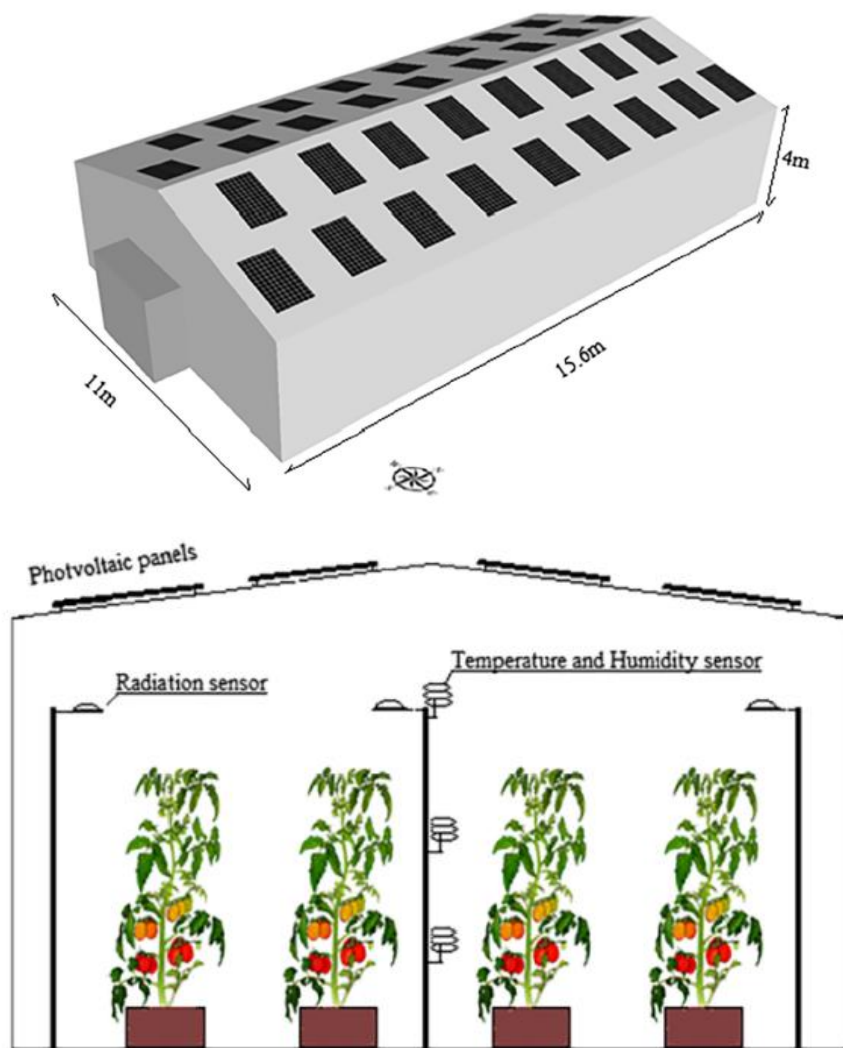 4m
15.6m
11m
Photvoltaic panels
Temperature and Humidity sensor
Radiation sensor